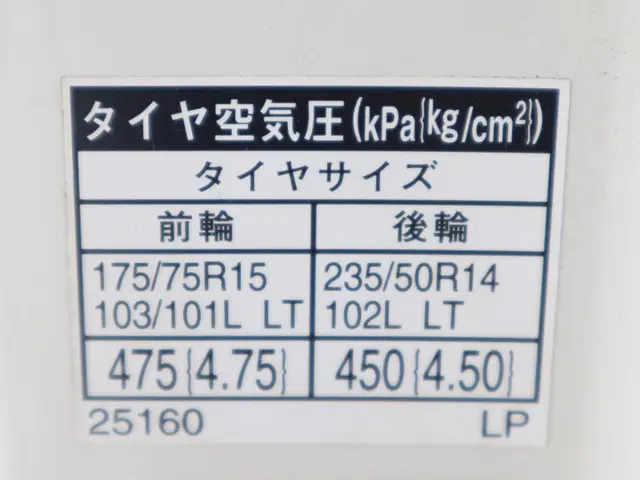 タイヤ空気圧(kPa{kg/cm²})
タイヤサイズ
前輪 後輪
175/75R15 235/50R14
103/101L LT 102L LT
475{4.75} 450{4.50}
25160 LP